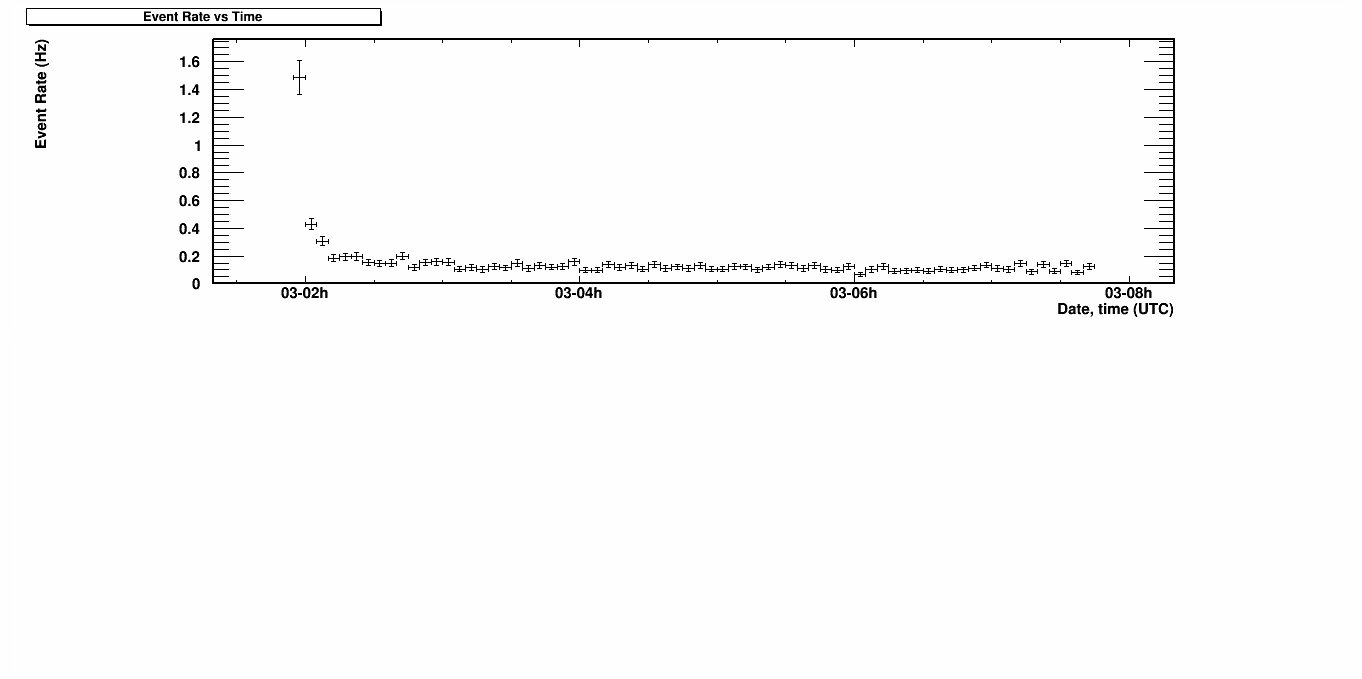 Event Rate vs Time
Event Rate (Hz)
1.6
1.4
1.2
1
0.8
0.6
0.4
0.2
0
03-02h 03-04h 03-06h 03-08h
Date, time (UTC)